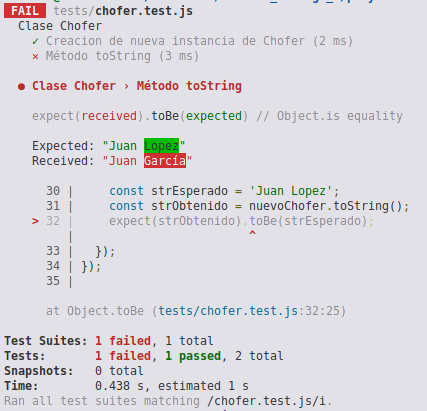 FAIL tests/chofer.test.js
Clase Chofer
✓ Creacion de nueva instancia de Chofer (2 ms)
✕ Método toString (3 ms)
● Clase Chofer › Método toString
expect(received).toBe(expected) // Object.is equality
Expected: "Juan Lopez"
Received: "Juan García"
30 |     const strEsperado = 'Juan Lopez';
31 |     const strObtenido = nuevoChofer.toString();
> 32 |     expect(strObtenido).toBe(strEsperado);
|                         ^
33 |   });
34 | });
35 |
at Object.toBe (tests/chofer.test.js:32:25)
Test Suites: 1 failed, 1 total
Tests:       1 failed, 1 passed, 2 total
Snapshots:   0 total
Time:        0.438 s, estimated 1 s
Ran all test suites matching /chofer.test.js/i.